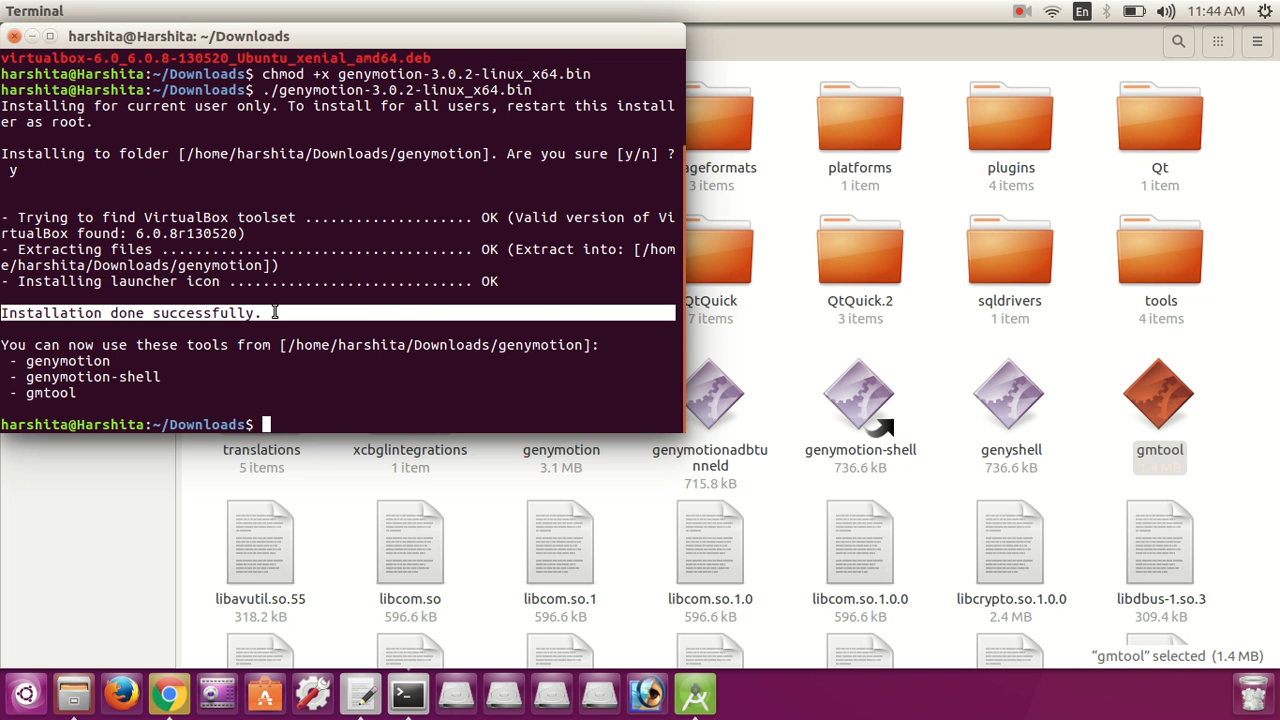 Terminal
En
11:44 AM
harshita@Harshita: ~/Downloads
virtualbox-6.0_6.0.8-130520_Ubuntu_xenial_amd64.deb
harshita@Harshita:~/Downloads$ chmod +x genymotion-3.0.2-linux_x64.bin
harshita@Harshita:~/Downloads$ ./genymotion-3.0.2-linux_x64.bin
Installing for current user only. To install for all users, restart this install
er as root.
Installing to folder [/home/harshita/Downloads/genymotion]. Are you sure [y/n] ?
y
- Trying to find VirtualBox toolset .................... OK (Valid version of Vi
rtualBox found: 6.0.8r130520)
- Extracting files ..................................... OK (Extract into: [/hom
e/harshita/Downloads/genymotion])
- Installing launcher icon ............................. OK
Installation done successfully.
You can now use these tools from [/home/harshita/Downloads/genymotion]:
- genymotion
- genymotion-shell
- gmtool
harshita@Harshita:~/Downloads$
ageformats
3 items
platforms
1 item
plugins
4 items
Qt
1 item
QtQuick
7 items
QtQuick.2
3 items
sqldrivers
1 item
tools
4 items
translations
5 items
xcbglintegrations
1 item
genymotion
3.1 MB
genymotionadbtu
nneld
715.8 kB
genymotion-shell
736.6 kB
genyshell
736.6 kB
gmtool
1.4 MB
libavutil.so.55
318.2 kB
libcom.so
596.6 kB
libcom.so.1
596.6 kB
libcom.so.1.0
596.6 kB
libcom.so.1.0.0
596.6 kB
libcrypto.so.1.0.0
2.4 MB
libdbus-1.so.3
309.4 kB
"gmtool" selected (1.4 MB)